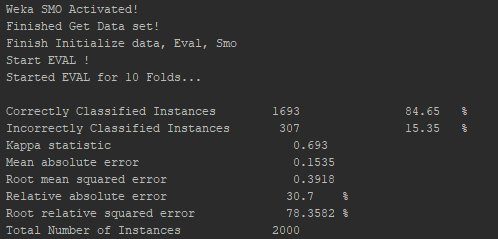 Weka SMO Activated!
Finished Get Data set!
Finish Initialize data, Eval, Smo
Start EVAL !
Started EVAL for 10 Folds...
Correctly Classified Instances 1693 84.65 %
Incorrectly Classified Instances 307 15.35 %
Kappa statistic 0.693
Mean absolute error 0.1535
Root mean squared error 0.3918
Relative absolute error 30.7 %
Root relative squared error 78.3582 %
Total Number of Instances 2000